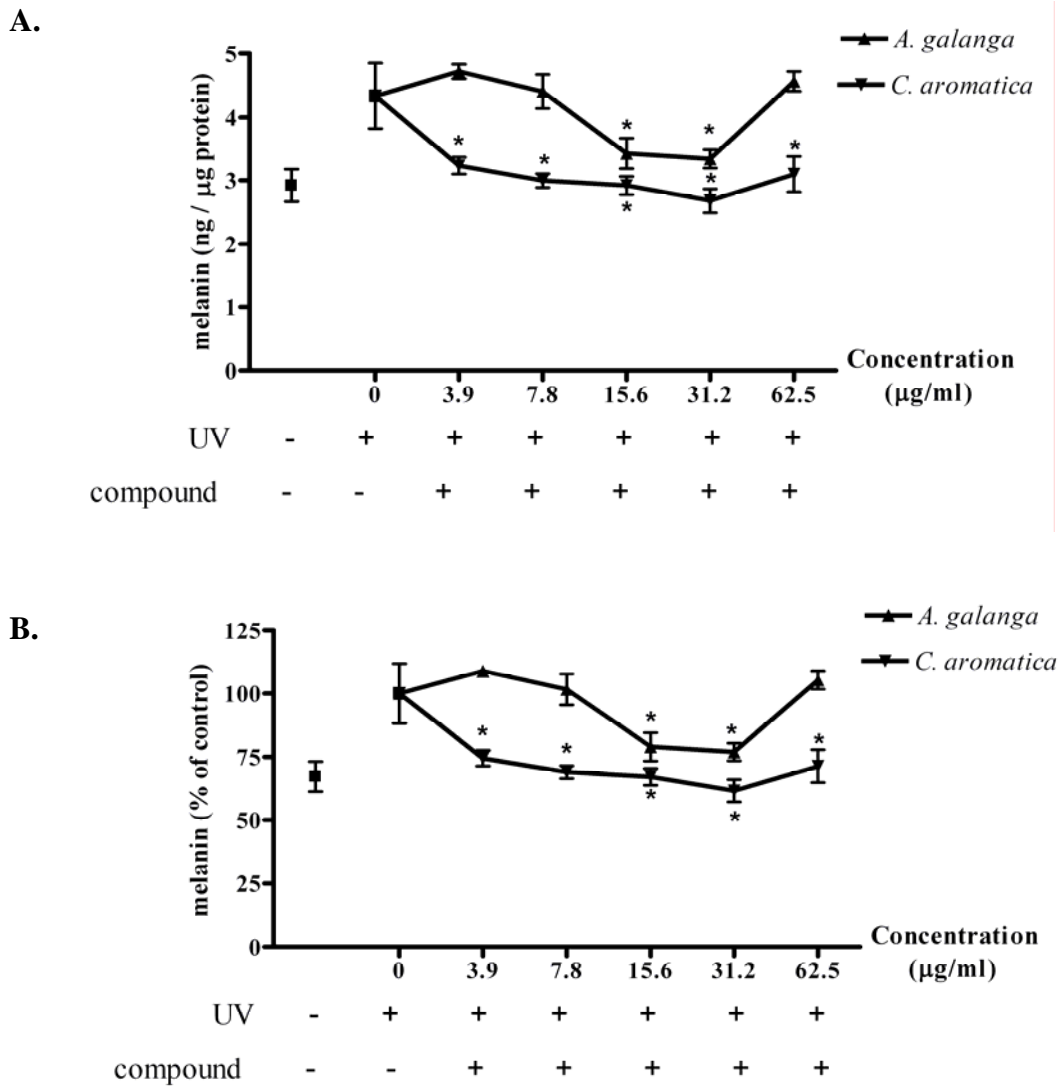 A.
A. galanga
C. aromatica
melanin (ng / µg protein)
5
4
3
2
1
0
* * * * * * *
0 3.9 7.8 15.6 31.2 62.5
Concentration
(µg/ml)
UV - + + + + + +
compound - - + + + + +
B.
A. galanga
C. aromatica
melanin (% of control)
125
100
75
50
25
0
* * * * * * *
0 3.9 7.8 15.6 31.2 62.5
Concentration
(µg/ml)
UV - + + + + + +
compound - - + + + + +